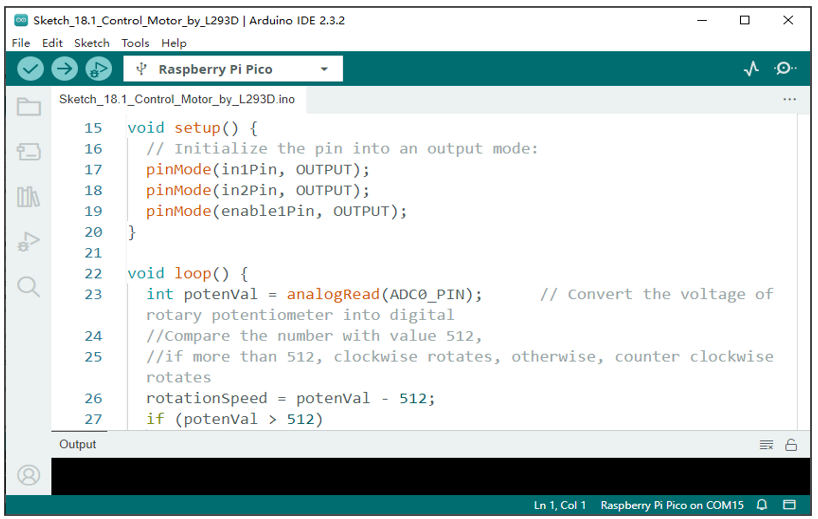 Sketch_18.1_Control_Motor_by_L293D | Arduino IDE 2.3.2
File Edit Sketch Tools Help
Raspberry Pi Pico
Sketch_18.1_Control_Motor_by_L293D.ino
15 void setup() {
16 // Initialize the pin into an output mode:
17 pinMode(in1Pin, OUTPUT);
18 pinMode(in2Pin, OUTPUT);
19 pinMode(enable1Pin, OUTPUT);
20 }
21
22 void loop() {
23 int potenVal = analogRead(ADC0_PIN); // Convert the voltage of
rotary potentiometer into digital
24 //Compare the number with value 512,
25 //if more than 512, clockwise rotates, otherwise, counter clockwise
rotates
26 rotationSpeed = potenVal - 512;
27 if (potenVal > 512)
Output
Ln 1, Col 1 Raspberry Pi Pico on COM15